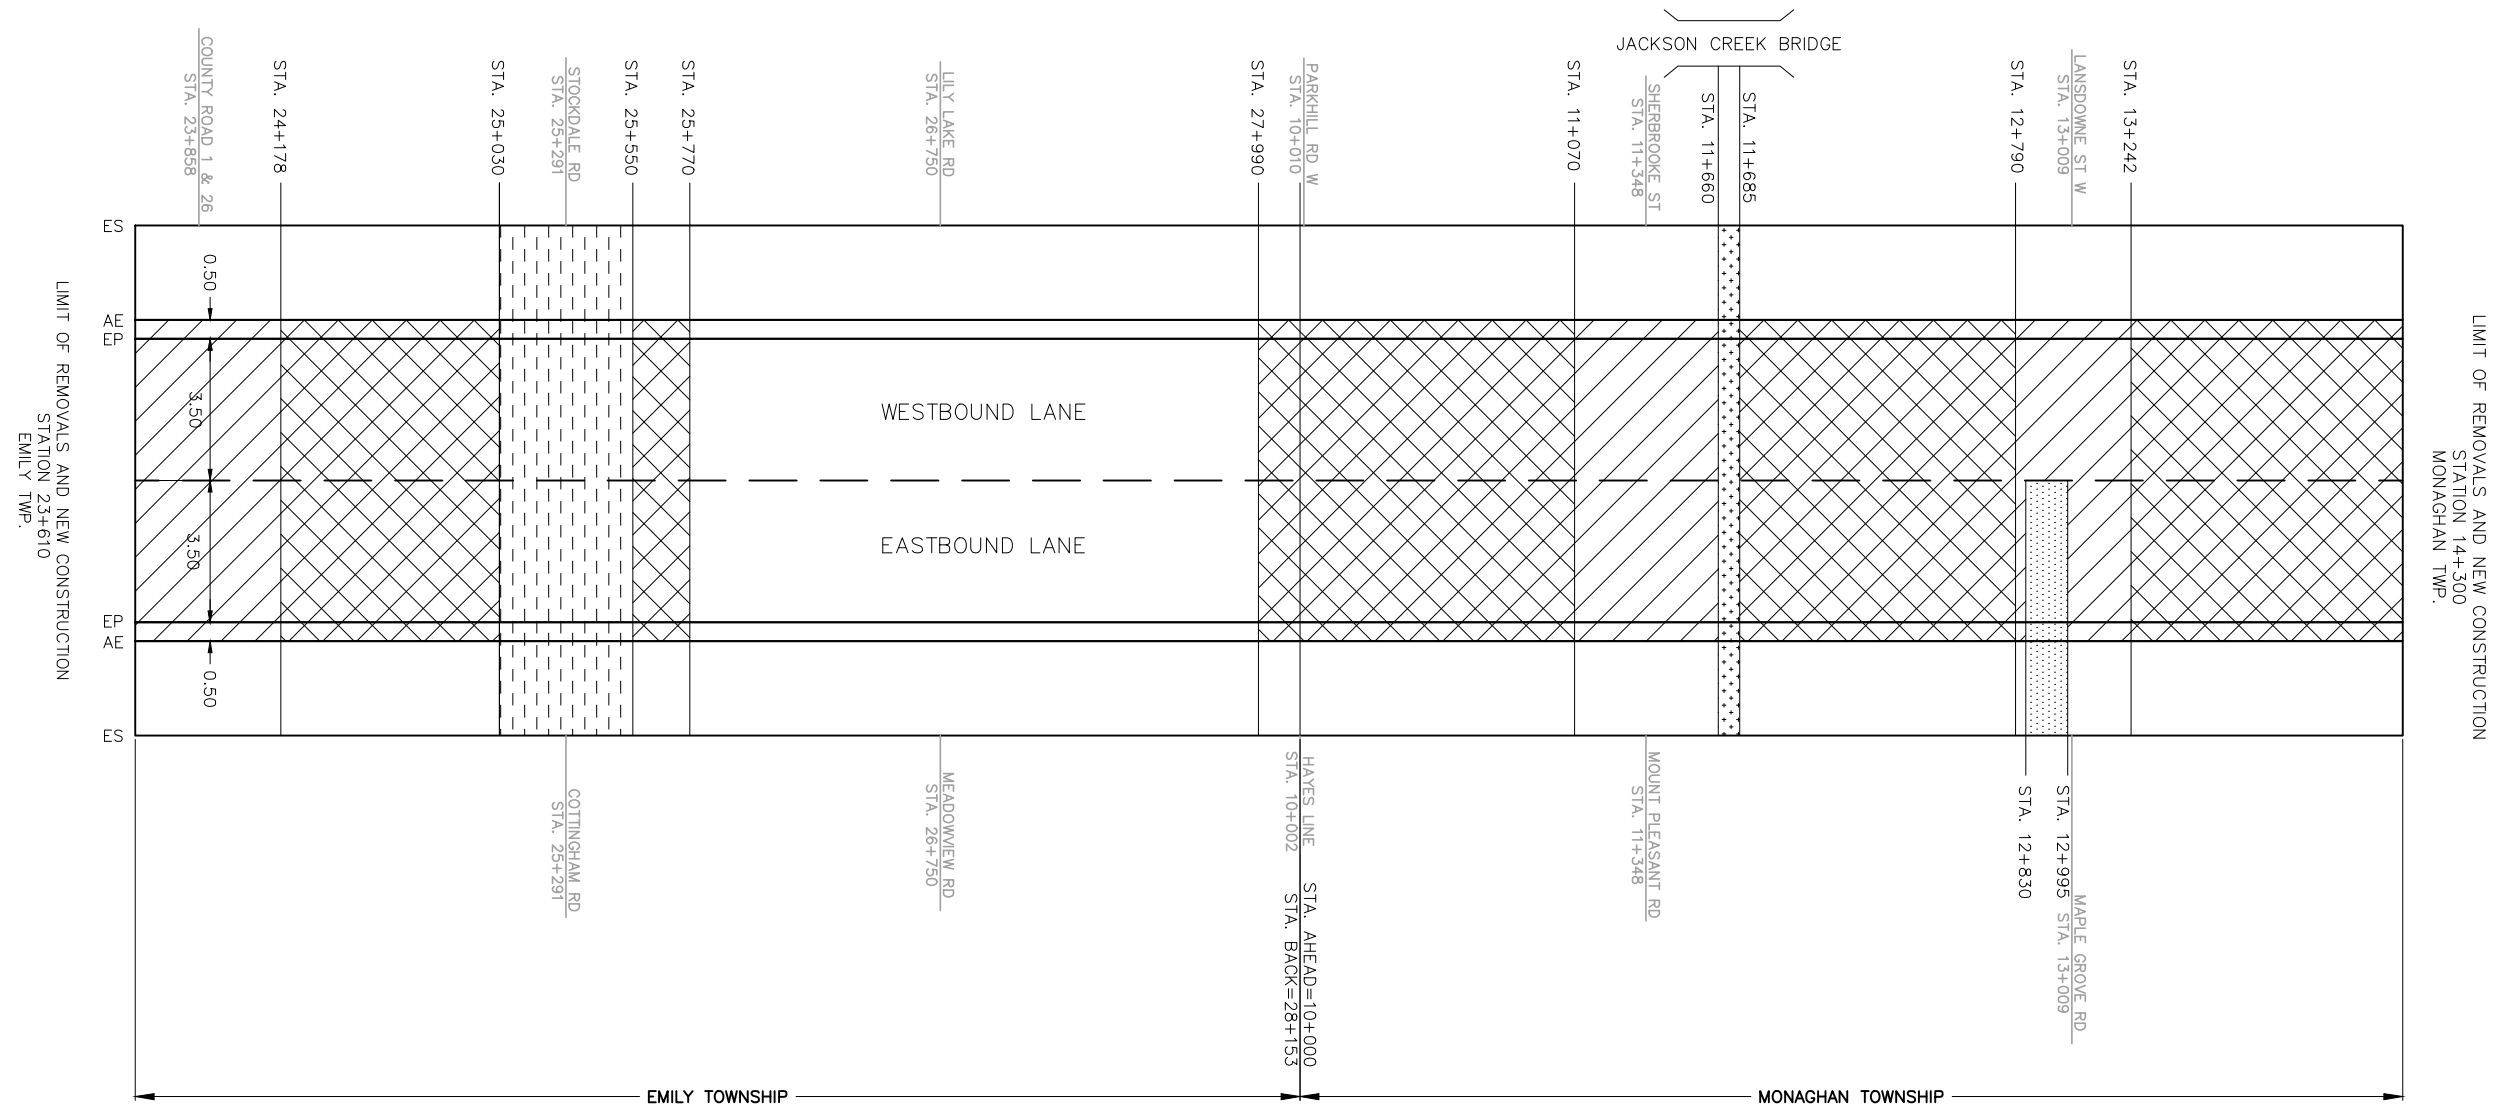 JACKSON CREEK BRIDGE
COUNTY ROAD 1 & 26
STA. 23+858
STA. 24+178
STA. 25+030
STOCKDALE RD
STA. 25+291
STA. 25+550
STA. 25+770
LILY LAKE RD
STA. 26+750
STA. 27+990
PARKHILL RD W
STA. 10+010
STA. 11+070
SHERBROOKE ST
STA. 11+348
STA. 11+660
STA. 11+685
STA. 12+790
LANSDOWNE ST W
STA. 13+009
STA. 13+242
ES
AE
EP
EP
AE
ES
0.50
3.50
3.50
0.50
WESTBOUND LANE
EASTBOUND LANE
LIMIT OF REMOVALS AND NEW CONSTRUCTION
STATION 23+610
EMILY TWP.
LIMIT OF REMOVALS AND NEW CONSTRUCTION
STATION 14+300
MONAGHAN TWP.
COTTINGHAM RD
STA. 25+291
MEADOWVIEW RD
STA. 26+750
HAYES LINE
STA. 10+002
STA. AHEAD=10+000
STA. BACK=28+153
MOUNT PLEASANT RD
STA. 11+348
STA. 12+830
STA. 12+995
MAPLE GROVE RD
STA. 13+009
EMILY TOWNSHIP
MONAGHAN TOWNSHIP